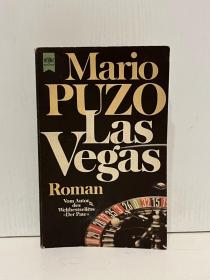 Mario
PUZO
Las
Vegas
Roman
Vom Autor
des
Weltbestsellers
»Der Pate«